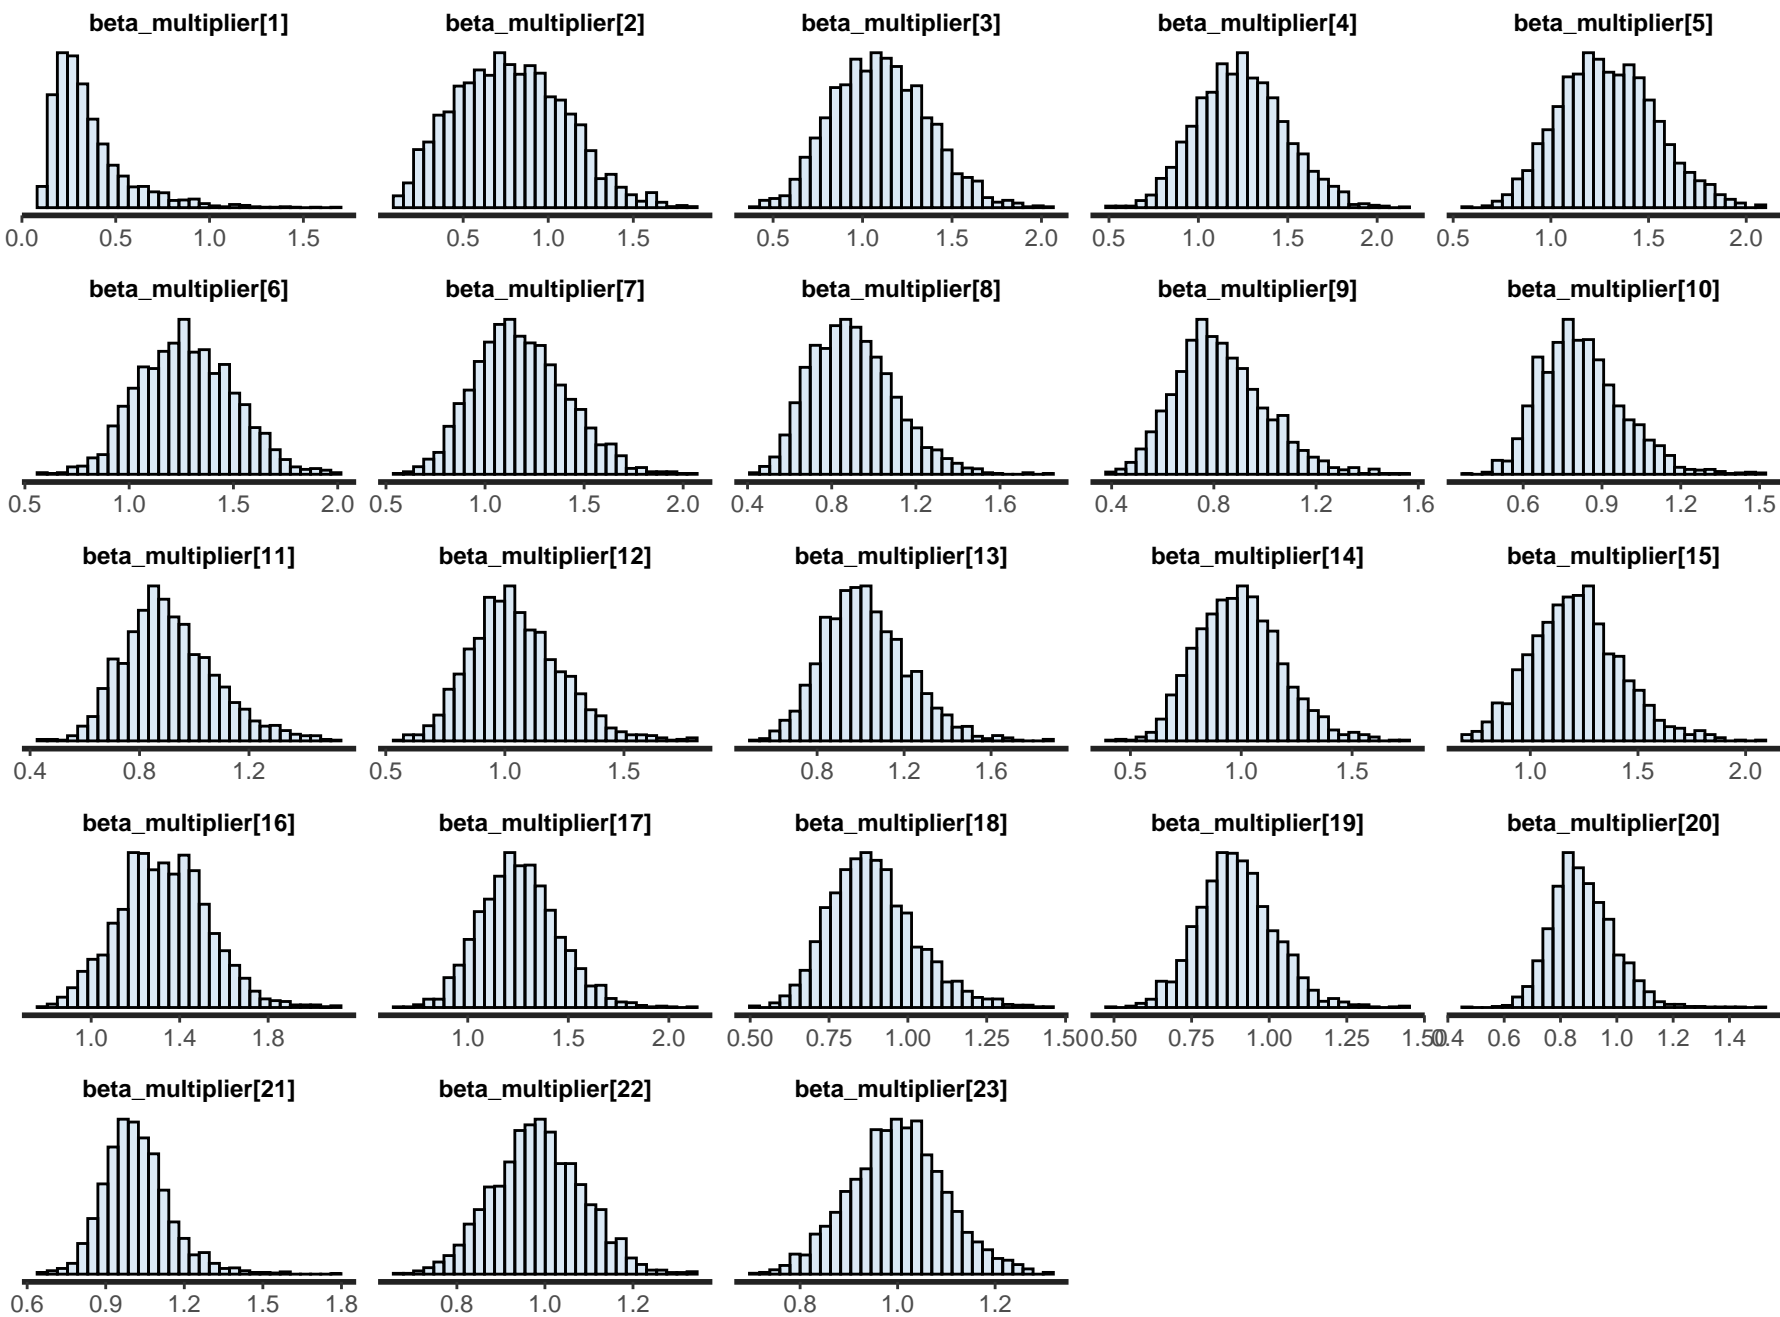 beta_multiplier[1] beta_multiplier[2] beta_multiplier[3] beta_multiplier[4] beta_multiplier[5]
0.0 0.5 1.0 1.5 0.5 1.0 1.5 0.5 1.0 1.5 2.0 0.5 1.0 1.5 2.0 0.5 1.0 1.5 2.0
beta_multiplier[6] beta_multiplier[7] beta_multiplier[8] beta_multiplier[9] beta_multiplier[10]
0.5 1.0 1.5 2.0 0.5 1.0 1.5 2.0 0.4 0.8 1.2 1.6 0.4 0.8 1.2 1.6 0.6 0.9 1.2 1.5
beta_multiplier[11] beta_multiplier[12] beta_multiplier[13] beta_multiplier[14] beta_multiplier[15]
0.4 0.8 1.2 0.5 1.0 1.5 0.8 1.2 1.6 0.5 1.0 1.5 1.0 1.5 2.0
beta_multiplier[16] beta_multiplier[17] beta_multiplier[18] beta_multiplier[19] beta_multiplier[20]
1.0 1.4 1.8 1.0 1.5 2.0 0.50 0.75 1.00 1.25 1.50 0.50 0.75 1.00 1.25 1.50 0.4 0.6 0.8 1.0 1.2 1.4
beta_multiplier[21] beta_multiplier[22] beta_multiplier[23]
0.6 0.9 1.2 1.5 1.8 0.8 1.0 1.2 0.8 1.0 1.2